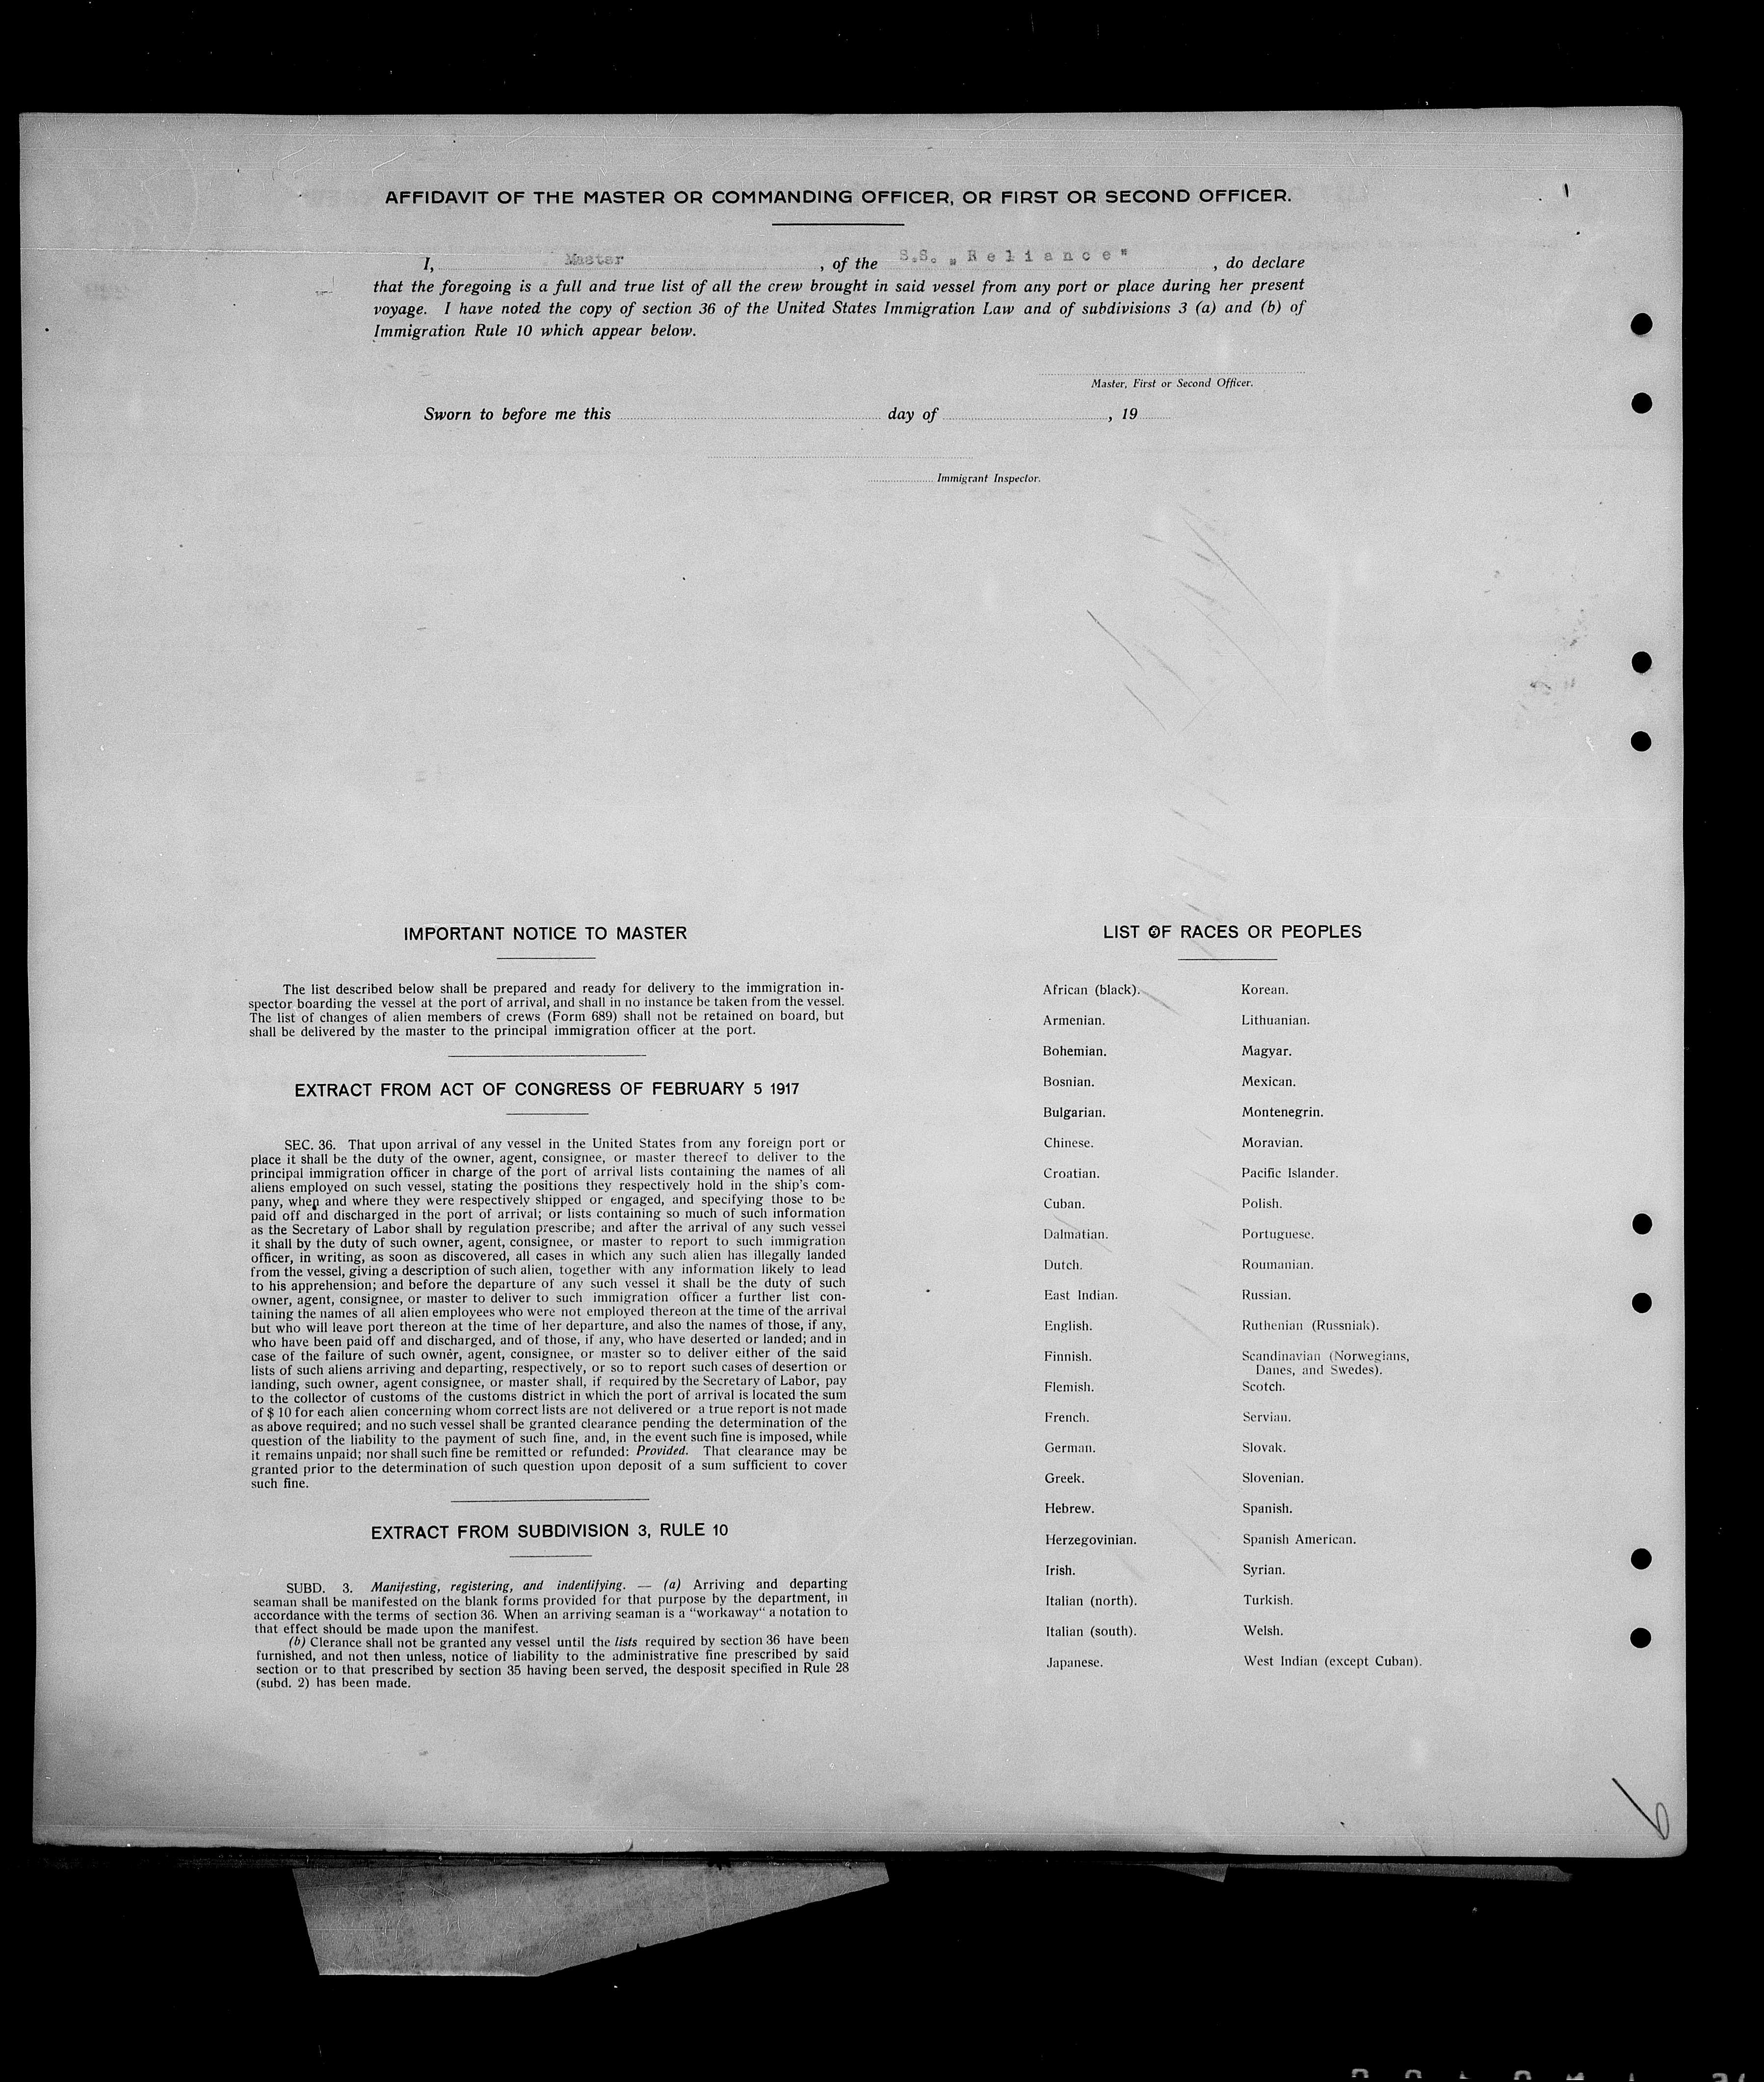 AFFIDAVIT OF THE MASTER OR COMMANDING OFFICER, OR FIRST OR SECOND OFFICER.
I, Master , of the S.S. „Reliance" , do declare
that the foregoing is a full and true list of all the crew brought in said vessel from any port or place during her present
voyage. I have noted the copy of section 36 of the United States Immigration Law and of subdivisions 3 (a) and (b) of
Immigration Rule 10 which appear below.
Master, First or Second Officer.
Sworn to before me this day of , 19
Immigrant Inspector.
IMPORTANT NOTICE TO MASTER
The list described below shall be prepared and ready for delivery to the immigration in-
spector boarding the vessel at the port of arrival, and shall in no instance be taken from the vessel.
The list of changes of alien members of crews (Form 689) shall not be retained on board, but
shall be delivered by the master to the principal immigration officer at the port.
EXTRACT FROM ACT OF CONGRESS OF FEBRUARY 5 1917
SEC. 36. That upon arrival of any vessel in the United States from any foreign port or
place it shall be the duty of the owner, agent, consignee, or master thereof to deliver to the
principal immigration officer in charge of the port of arrival lists containing the names of all
aliens employed on such vessel, stating the positions they respectively hold in the ship's com-
pany, when and where they were respectively shipped or engaged, and specifying those to be
paid off and discharged in the port of arrival; or lists containing so much of such information
as the Secretary of Labor shall by regulation prescribe; and after the arrival of any such vessel
it shall by the duty of such owner, agent, consignee, or master to report to such immigration
officer, in writing, as soon as discovered, all cases in which any such alien has illegally landed
from the vessel, giving a description of such alien, together with any information likely to lead
to his apprehension; and before the departure of any such vessel it shall be the duty of such
owner, agent, consignee, or master to deliver to such immigration officer a further list con-
taining the names of all alien employees who were not employed thereon at the time of the arrival
but who will leave port thereon at the time of her departure, and also the names of those, if any,
who have been paid off and discharged, and of those, if any, who have deserted or landed; and in
case of the failure of such owner, agent, consignee, or master so to deliver either of the said
lists of such aliens arriving and departing, respectively, or so to report such cases of desertion or
landing, such owner, agent consignee, or master shall, if required by the Secretary of Labor, pay
to the collector of customs of the customs district in which the port of arrival is located the sum
of $ 10 for each alien concerning whom correct lists are not delivered or a true report is not made
as above required; and no such vessel shall be granted clearance pending the determination of the
question of the liability to the payment of such fine, and, in the event such fine is imposed, while
it remains unpaid; nor shall such fine be remitted or refunded: Provided. That clearance may be
granted prior to the determination of such question upon deposit of a sum sufficient to cover
such fine.
EXTRACT FROM SUBDIVISION 3, RULE 10
SUBD. 3. Manifesting, registering, and indentifying. — (a) Arriving and departing
seaman shall be manifested on the blank forms provided for that purpose by the department, in
accordance with the terms of section 36. When an arriving seaman is a "workaway" a notation to
that effect should be made upon the manifest.
(b) Clerance shall not be granted any vessel until the lists required by section 36 have been
furnished, and not then unless, notice of liability to the administrative fine prescribed by said
section or to that prescribed by section 35 having been served, the desposit specified in Rule 28
(subd. 2) has been made.
LIST OF RACES OR PEOPLES
African (black).
Armenian.
Bohemian.
Bosnian.
Bulgarian.
Chinese.
Croatian.
Cuban.
Dalmatian.
Dutch.
East Indian.
English.
Finnish.
Flemish.
French.
German.
Greek.
Hebrew.
Herzegovinian.
Irish.
Italian (north).
Italian (south).
Japanese.
Korean.
Lithuanian.
Magyar.
Mexican.
Montenegrin.
Moravian.
Pacific Islander.
Polish.
Portuguese.
Roumanian.
Russian.
Ruthenian (Russniak).
Scandinavian (Norwegians,
Danes, and Swedes).
Scotch.
Servian.
Slovak.
Slovenian.
Spanish.
Spanish American.
Syrian.
Turkish.
Welsh.
West Indian (except Cuban).